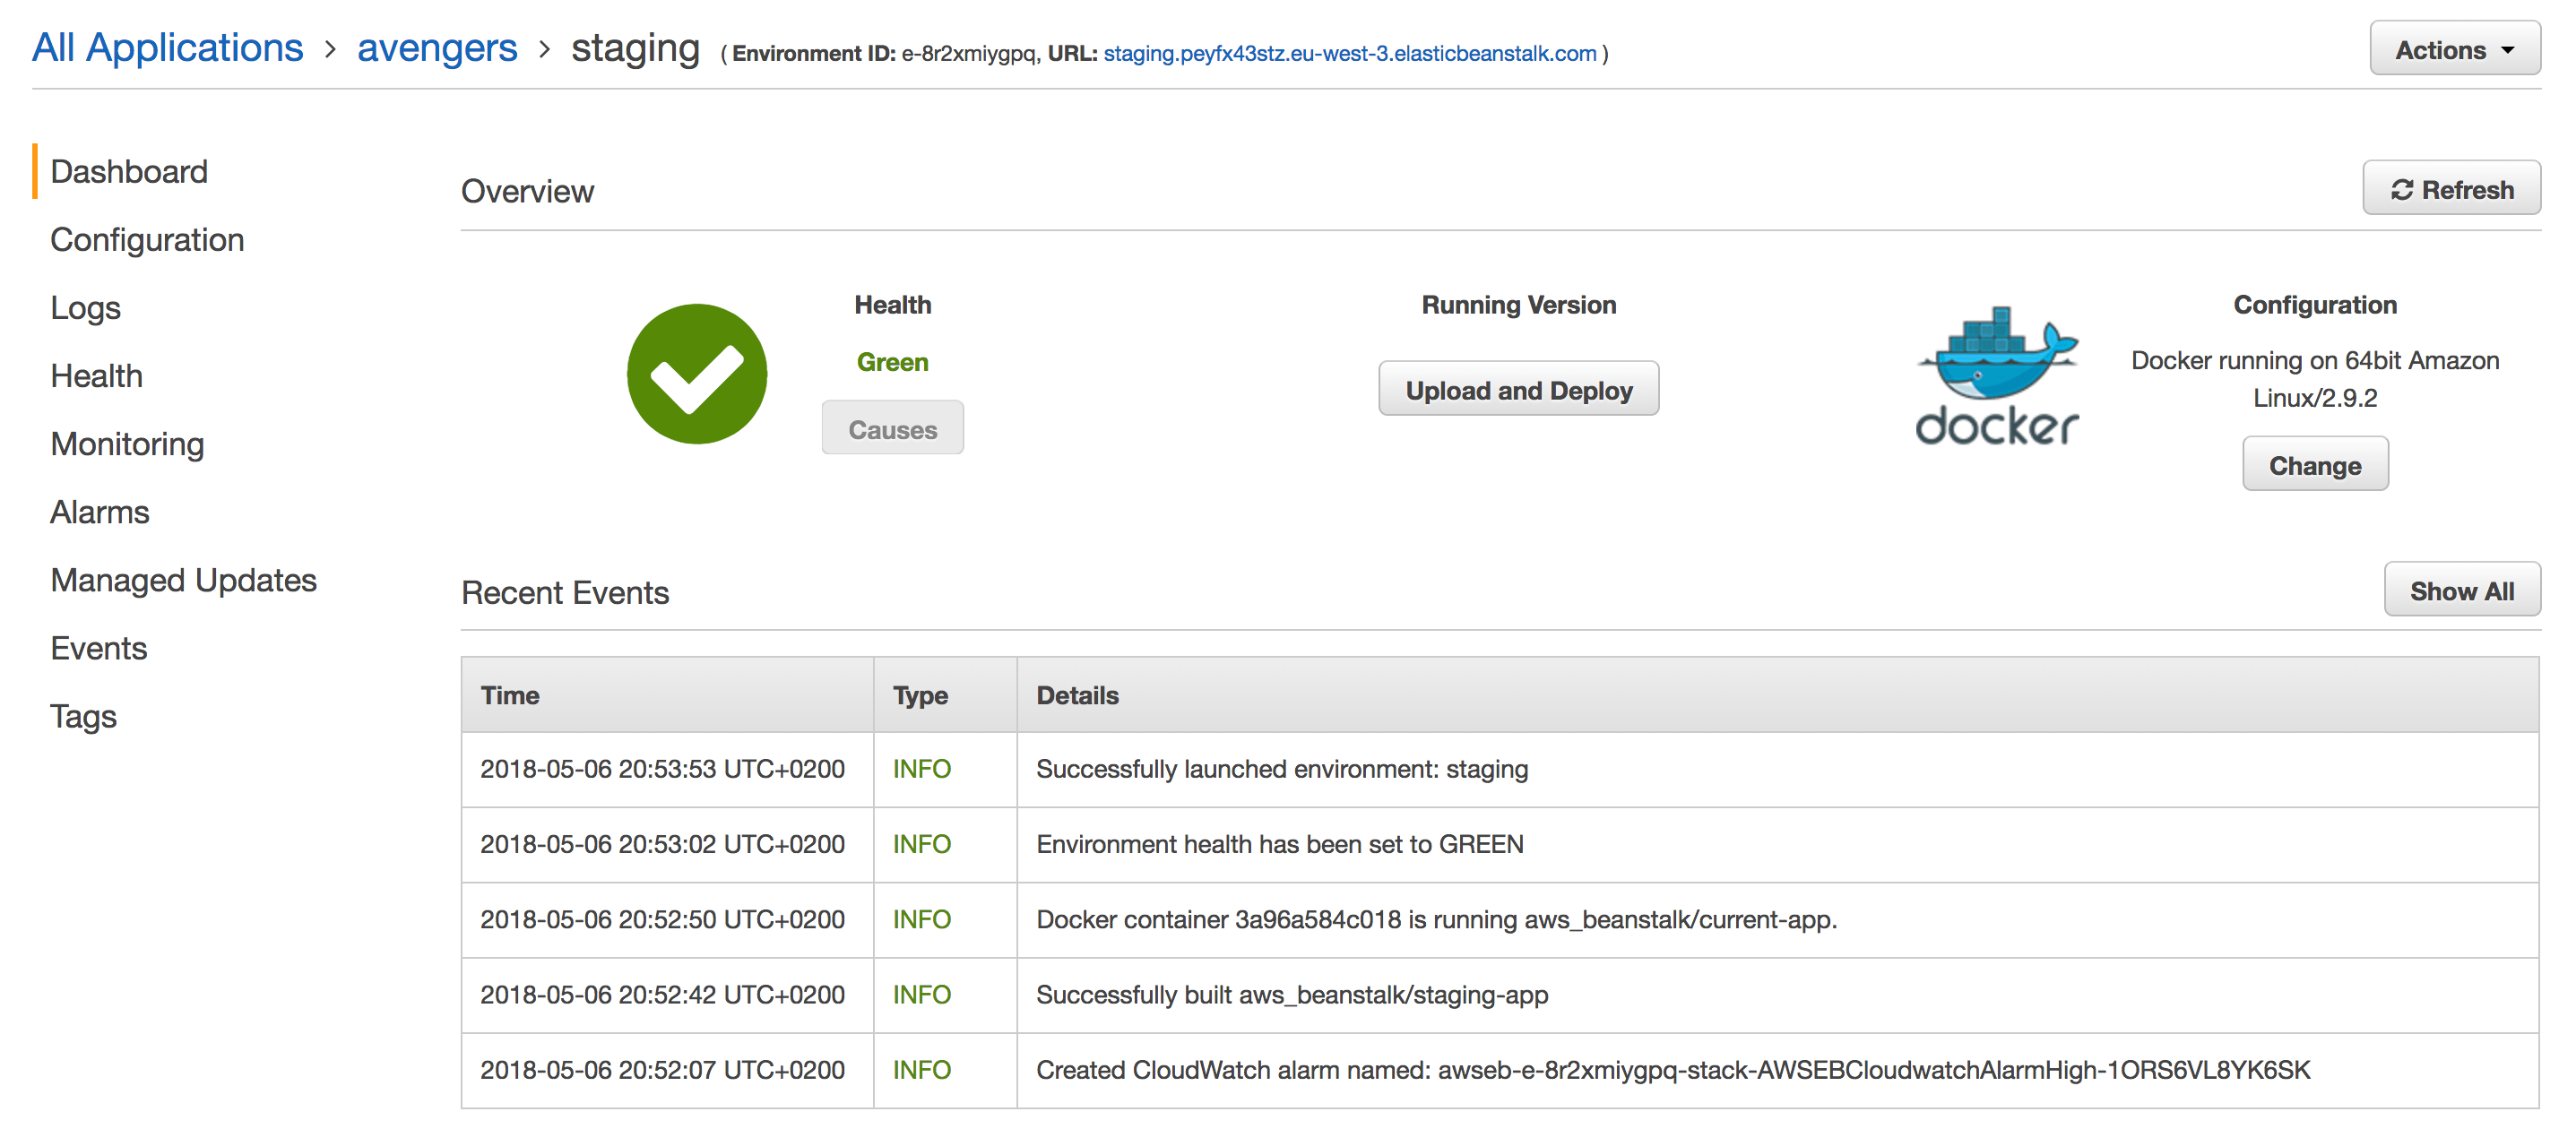 All Applications › avengers › staging ( Environment ID: e-8r2xmiygpq, URL: staging.peyfx43stz.eu-west-3.elasticbeanstalk.com )
Actions
Dashboard
Configuration
Logs
Health
Monitoring
Alarms
Managed Updates
Events
Tags
Overview
Refresh
Health
Green
Causes
Running Version
Upload and Deploy
docker
Configuration
Docker running on 64bit Amazon
Linux/2.9.2
Change
Recent Events
Show All
Time Type Details
2018-05-06 20:53:53 UTC+0200 INFO Successfully launched environment: staging
2018-05-06 20:53:02 UTC+0200 INFO Environment health has been set to GREEN
2018-05-06 20:52:50 UTC+0200 INFO Docker container 3a96a584c018 is running aws_beanstalk/current-app.
2018-05-06 20:52:42 UTC+0200 INFO Successfully built aws_beanstalk/staging-app
2018-05-06 20:52:07 UTC+0200 INFO Created CloudWatch alarm named: awseb-e-8r2xmiygpq-stack-AWSEBCloudwatchAlarmHigh-1ORS6VL8YK6SK